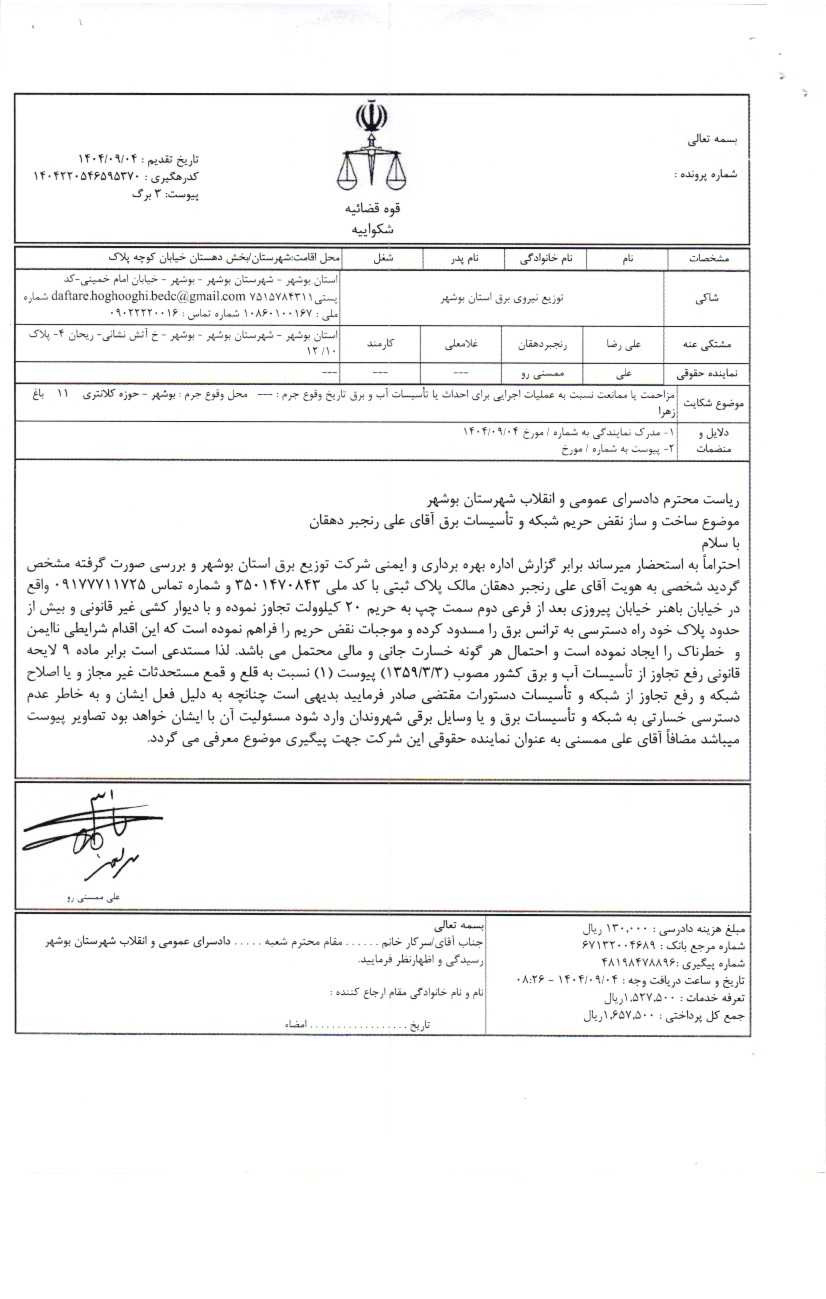 بسمه تعالی
شماره پرونده :
قوه قضائیه
شکواییه
تاریخ تقدیم : ۱۴۰۴/۰۹/۰۴
کدرهگیری : ۱۴۰۴۲۲۰۵۴۶۵۹۵۳۷۰
پیوست: ۳ برگ
مشخصات نام نام خانوادگی نام پدر شغل محل اقامت:شهرستان/بخش دهستان خیابان کوچه پلاک
شاکی توزیع نیروی برق استان بوشهر استان بوشهر - شهرستان بوشهر - بوشهر - خیابان امام خمینی-کد
پستی۷۵۱۵۷۸۴۳۱۱ daftare.hoghooghi.bedc@gmail.com شماره
ملی : ۱۰۸۶۰۱۰۰۱۶۷ شماره تماس : ۰۹۰۲۲۲۲۰۰۱۶
مشتکی عنه علی رضا رنجبردهقان غلامعلی کارمند استان بوشهر - شهرستان بوشهر - بوشهر - خ آتش نشانی- ریحان ۴- پلاک
۱۲/۱۰
نماینده حقوقی علی ممسنی رو --- --- ---
موضوع شکایت مزاحمت یا ممانعت نسبت به عملیات اجرایی برای احداث یا تأسیسات آب و برق تاریخ وقوع جرم : --- محل وقوع جرم : بوشهر - حوزه کلانتری ۱۱ باغ
زهرا
دلایل و ۱- مدرک نمایندگی به شماره / مورخ ۱۴۰۴/۰۹/۰۴
منضمات ۲- پیوست به شماره / مورخ
ریاست محترم دادسرای عمومی و انقلاب شهرستان بوشهر
موضوع ساخت و ساز نقض حریم شبکه و تأسیسات برق آقای علی رنجبر دهقان
با سلام
احتراماً به استحضار میرساند برابر گزارش اداره بهره برداری و ایمنی شرکت توزیع برق استان بوشهر و بررسی صورت گرفته مشخص
گردید شخصی به هویت آقای علی رنجبر دهقان مالک پلاک ثبتی با کد ملی ۳۵۰۱۴۷۰۸۴۳ و شماره تماس ۰۹۱۷۷۷۱۱۷۲۵ واقع
در خیابان باهنر خیابان پیروزی بعد از فرعی دوم سمت چپ به حریم ۲۰ کیلوولت تجاوز نموده و با دیوار کشی غیر قانونی و بیش از
حدود پلاک خود راه دسترسی به ترانس برق را مسدود کرده و موجبات نقض حریم را فراهم نموده است که این اقدام شرایطی ناایمن
و خطرناک را ایجاد نموده است و احتمال هر گونه خسارت جانی و مالی محتمل می باشد. لذا مستدعی است برابر ماده ۹ لایحه
قانونی رفع تجاوز از تأسیسات آب و برق کشور مصوب (۱۳۵۹/۳/۳) پیوست (۱) نسبت به قلع و قمع مستحدثات غیر مجاز و یا اصلاح
شبکه و رفع تجاوز از شبکه و تأسیسات دستورات مقتضی صادر فرمایید بدیهی است چنانچه به دلیل فعل ایشان و به خاطر عدم
دسترسی خسارتی به شبکه و تأسیسات برق و یا وسایل برقی شهروندان وارد شود مسئولیت آن با ایشان خواهد بود تصاویر پیوست
میباشد مضافاً آقای علی ممسنی به عنوان نماینده حقوقی این شرکت جهت پیگیری موضوع معرفی می گردد.
علی ممسنی رو
مبلغ هزینه دادرسی : ۱۳۰,۰۰۰ ریال
شماره مرجع بانک : ۶۷۱۳۲۰۰۴۶۸۹
شماره پیگیری :۴۸۱۹۸۴۷۸۸۹۶
تاریخ و ساعت دریافت وجه : ۱۴۰۴/۰۹/۰۴ - ۰۸:۲۶
تعرفه خدمات : ۱,۵۲۷,۵۰۰ریال
جمع کل پرداختی : ۱,۶۵۷,۵۰۰ریال
بسمه تعالی
جناب آقای/سرکار خانم . . . . . . مقام محترم شعبه . . . . . دادسرای عمومی و انقلاب شهرستان بوشهر
رسیدگی و اظهارنظر فرمایید.
نام و نام خانوادگی مقام ارجاع کننده :
تاریخ . . . . . . . . . . . . . . . . . . امضاء